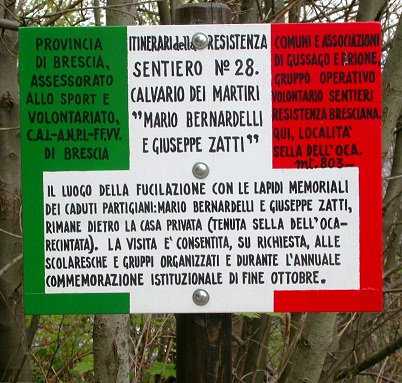 PROVINCIA
DI BRESCIA,
ASSESSORATO
ALLO SPORT E
VOLONTARIATO,
C.A.I.-A.N.P.I.-FF.VV.
DI BRESCIA
ITINERARI della RESISTENZA
SENTIERO Nº 28.
CALVARIO DEI MARTIRI
"MARIO BERNARDELLI
E GIUSEPPE ZATTI"
COMUNI E ASSOCIAZIONI
DI GUSSAGO E BRIONE,
GRUPPO OPERATIVO
VOLONTARIO SENTIERI
RESISTENZA BRESCIANA.
QUI, LOCALITA'
SELLA DELL'OCA.
mt. 803
IL LUOGO DELLA FUCILAZIONE CON LE LAPIDI MEMORIALI
DEI CADUTI PARTIGIANI: MARIO BERNARDELLI E GIUSEPPE ZATTI,
RIMANE DIETRO LA CASA PRIVATA (TENUTA SELLA DELL'OCA-
RECINTATA). LA VISITA E' CONSENTITA, SU RICHIESTA, ALLE
SCOLARESCHE E GRUPPI ORGANIZZATI E DURANTE L'ANNUALE
COMMEMORAZIONE ISTITUZIONALE DI FINE OTTOBRE.